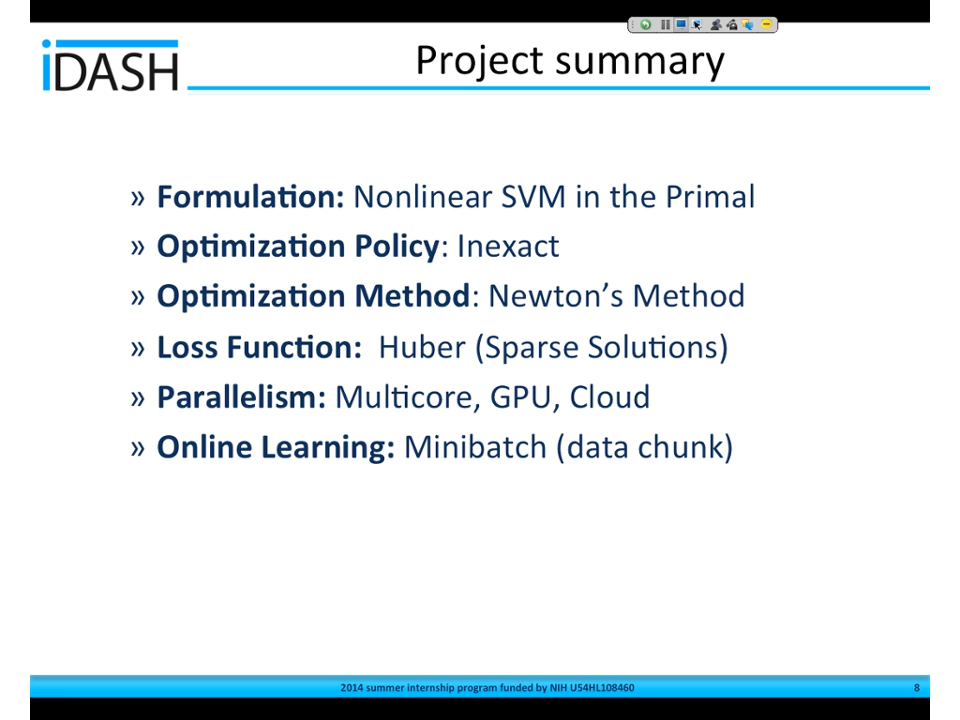 iDASH
Project summary
» Formulation: Nonlinear SVM in the Primal
» Optimization Policy: Inexact
» Optimization Method: Newton’s Method
» Loss Function: Huber (Sparse Solutions)
» Parallelism: Multicore, GPU, Cloud
» Online Learning: Minibatch (data chunk)
2014 summer internship program funded by NIH U54HL108460 8